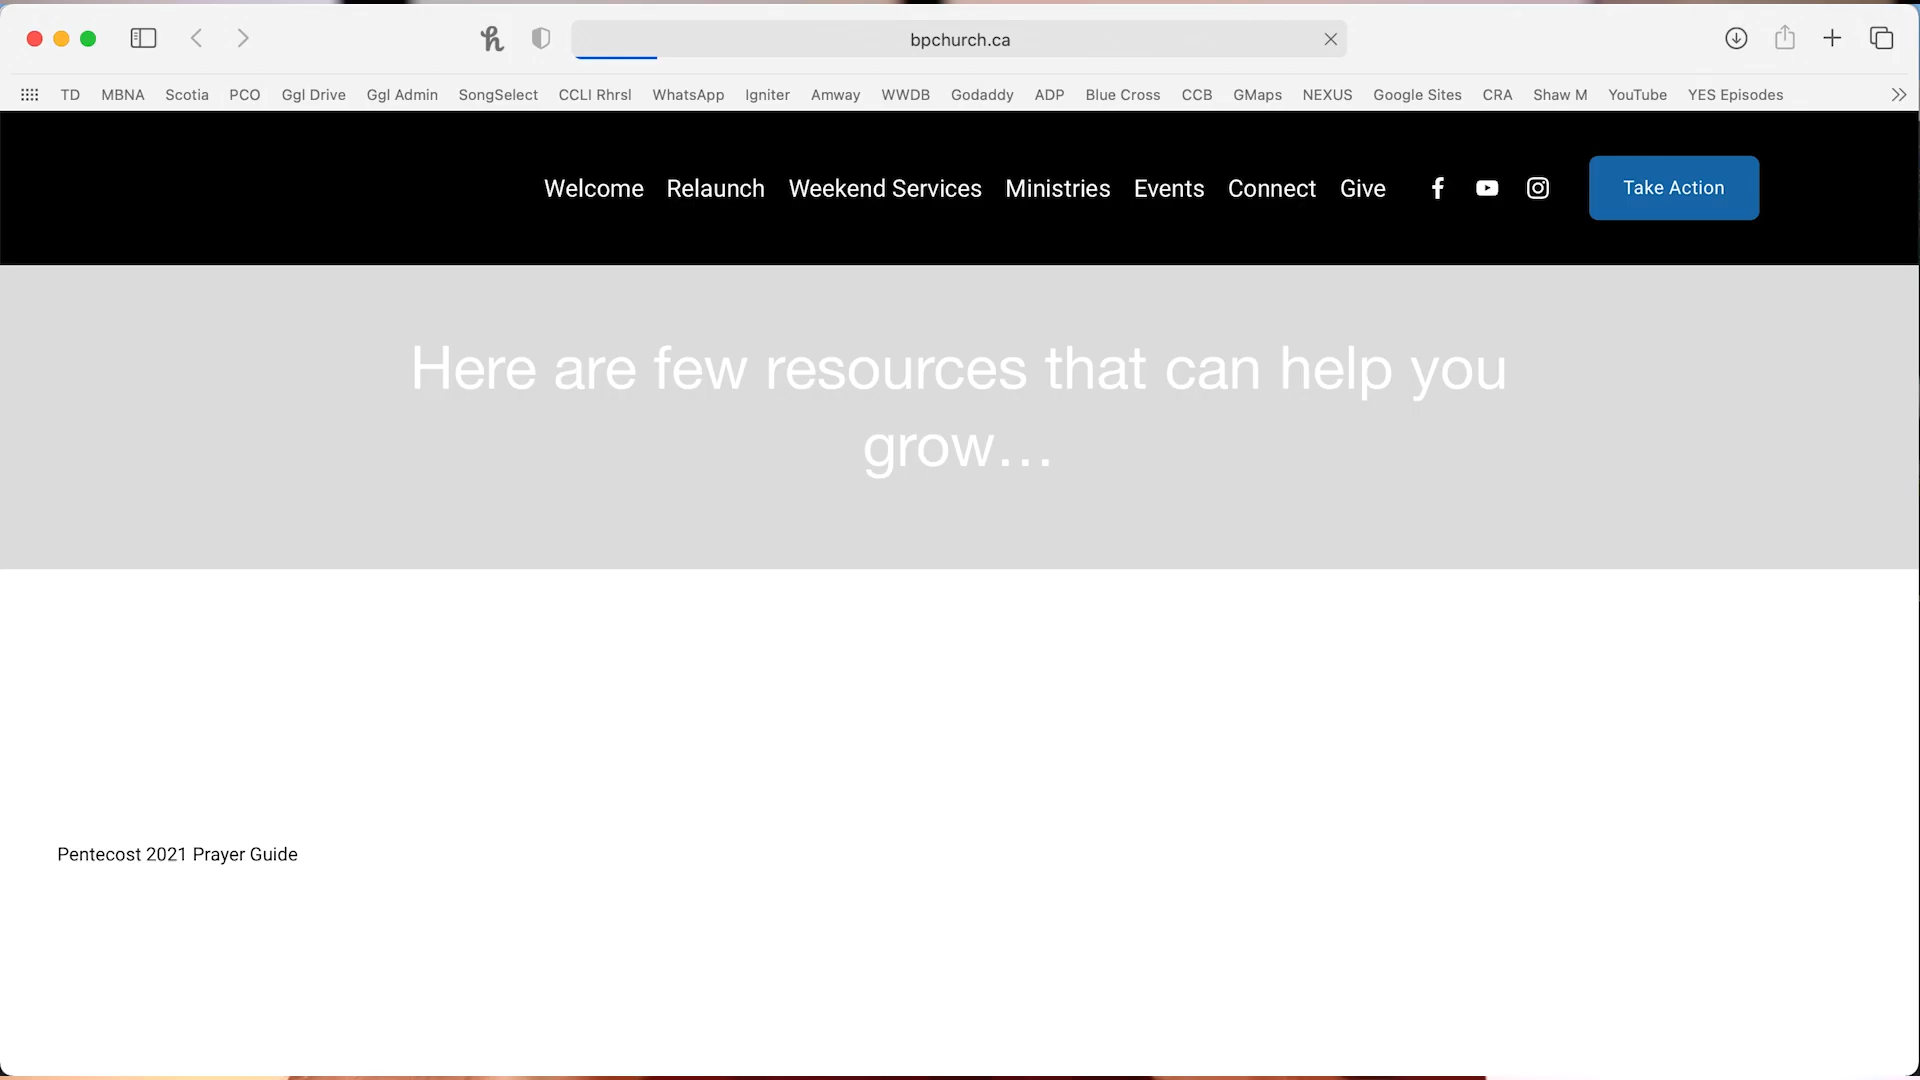 bpchurch.ca
TD MBNA Scotia PCO Ggl Drive Ggl Admin SongSelect CCLI Rhrsl WhatsApp Igniter Amway WWDB Godaddy ADP Blue Cross CCB GMaps NEXUS Google Sites CRA Shaw M YouTube YES Episodes
Welcome Relaunch Weekend Services Ministries Events Connect Give Take Action
Here are few resources that can help you
grow...
Pentecost 2021 Prayer Guide